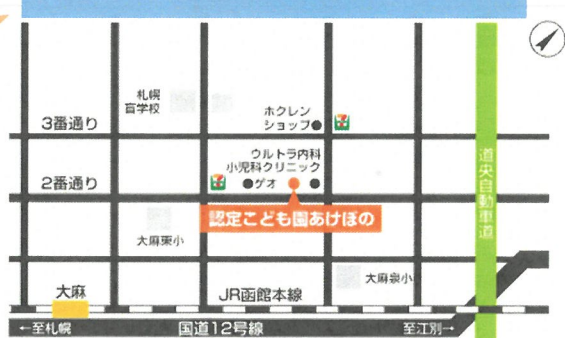 札幌
盲学校
ホクレン
ショップ●
3番通り
ウルトラ内科
小児科クリニック
2番通り
●ゲオ
認定こども園あけぼの
道央自動車道
大麻東小
大麻泉小
大麻
JR函館本線
←至札幌
国道12号線
至江別→